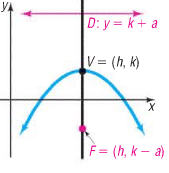 y
D: y = k + a
V = (h, k)
x
F = (h, k − a)